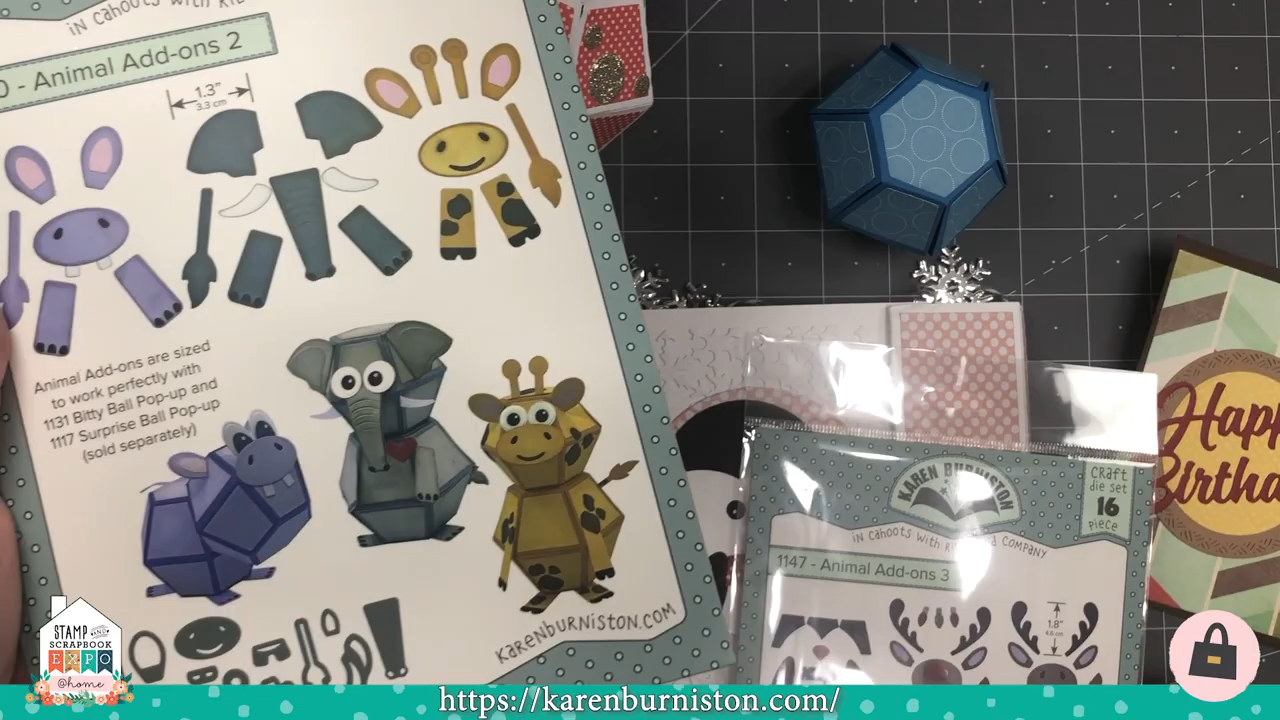 IN CAHOOTS WITH
0 - Animal Add-ons 2
1.3"
3.3 cm
Animal Add-ons are sized
to work perfectly with
1131 Bitty Ball Pop-up and
1117 Surprise Ball Pop-up
(sold separately)
KARENBURNISTON.COM
KAREN BURNISTON
CRAFT
die set
16
piece
IN CAHOOTS WITH
COMPANY
1147 - Animal Add-ons 3
1.8"
4.6 cm
Happ
Birthda
STAMP AND
SCRAPBOOK
EXPO
@home
https://karenburniston.com/